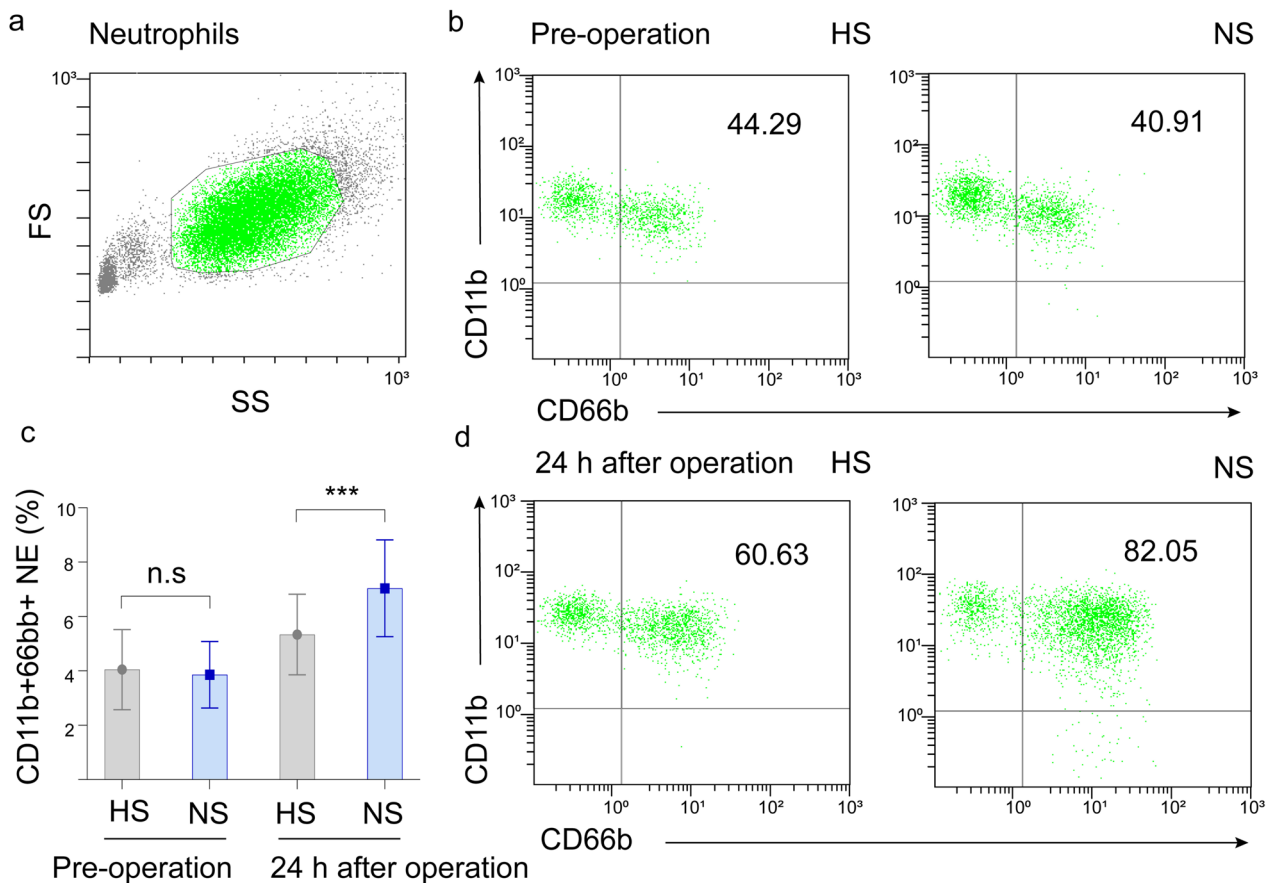 a
Neutrophils
10³
FS
10³
SS
b
Pre-operation HS NS
10³
10²
10¹
10⁰
44.29
10⁰ 10¹ 10² 10³
10³
10²
10¹
10⁰
40.91
10⁰ 10¹ 10² 10³
CD11b
CD66b
c
CD11b+66bb+ NE (%)
10
8
6
4
2
n.s
***
HS NS HS NS
Pre-operation 24 h after operation
d
24 h after operation HS NS
10³
10²
10¹
10⁰
60.63
10⁰ 10¹ 10² 10³
10³
10²
10¹
10⁰
82.05
10⁰ 10¹ 10² 10³
CD11b
CD66b